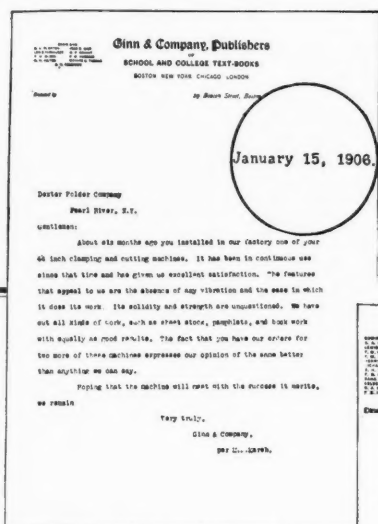 Ginn & Company, Publishers
OF
SCHOOL AND COLLEGE TEXT-BOOKS
BOSTON NEW YORK CHICAGO LONDON
29 Beacon Street, Boston
January 15, 1906.
Dexter Folder Company
Pearl River, N.Y.
Gentlemen:
About six months ago you installed in our factory one of your
44 inch clamping and cutting machines. It has been in continuous use
since that time and has given us excellent satisfaction. The features
that appeal to us are the absence of any vibration and the ease in which
it does its work. Its solidity and strength are unquestioned. We have
cut all kinds of work, such as sheet stock, pamphlets, and book work
with equally as good results. The fact that you have our orders for
two more of these machines expresses our opinion of the same better
than anything we can say.
Hoping that the machine will meet with the success it merits,
we remain
Very truly,
Ginn & Company,
per